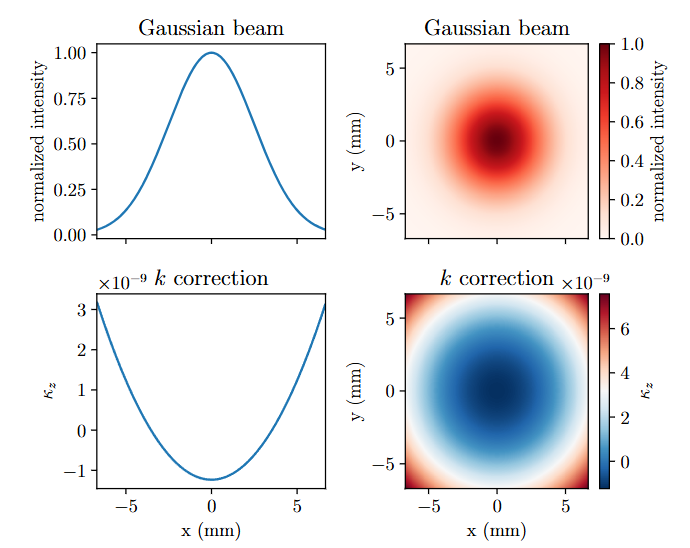 Gaussian beam
normalized intensity
1.00
0.75
0.50
0.25
0.00
Gaussian beam
y (mm)
5
0
−5
1.0
0.8
0.6
0.4
0.2
0.0
normalized intensity
×10⁻⁹ k correction
κz
3
2
1
0
−1
−5 0 5
x (mm)
k correction ×10⁻⁹
y (mm)
5
0
−5
−5 0 5
x (mm)
6
4
2
0
κz